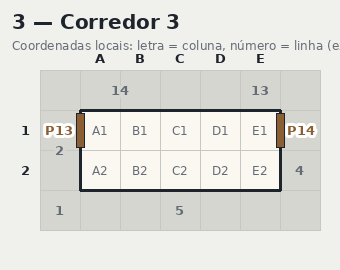 3 — Corredor 3
Coordenadas locais: letra = coluna, número = linha (e
A B C D E
14 13
1 P13 A1 B1 C1 D1 E1 P14
2
2 A2 B2 C2 D2 E2 4
1 5